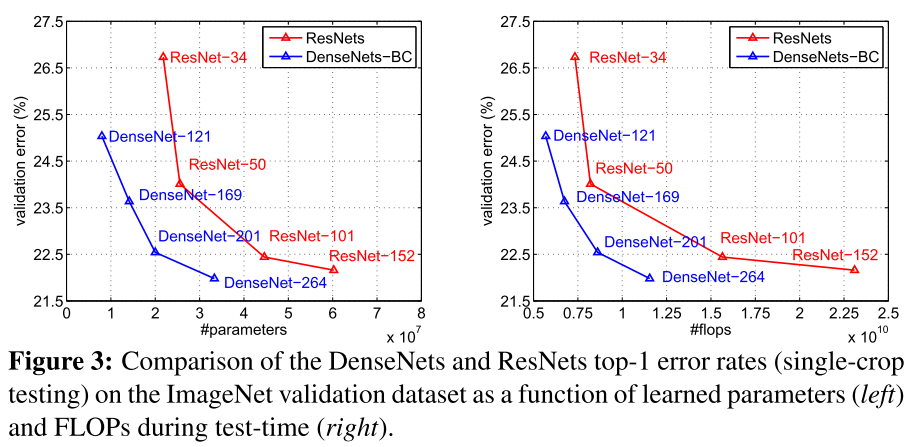 27.5
26.5
25.5
24.5
23.5
22.5
21.5
validation error (%)
ResNets
DenseNets−BC
ResNet−34
DenseNet−121
ResNet−50
DenseNet−169
DenseNet−201
ResNet−101
ResNet−152
DenseNet−264
0 1 2 3 4 5 6 7 8
#parameters
x 10^7
27.5
26.5
25.5
24.5
23.5
22.5
21.5
validation error (%)
ResNets
DenseNets−BC
ResNet−34
DenseNet−121
ResNet−50
DenseNet−169
DenseNet−201
ResNet−101
ResNet−152
DenseNet−264
0.5 0.75 1 1.25 1.5 1.75 2 2.25 2.5
#flops
x 10^10
Figure 3: Comparison of the DenseNets and ResNets top-1 error rates (single-crop
testing) on the ImageNet validation dataset as a function of learned parameters (left)
and FLOPs during test-time (right).